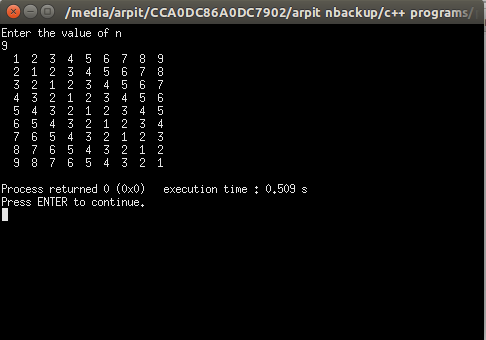 /media/arpit/CCA0DC86A0DC7902/arpit nbackup/c++ programs/
Enter the value of n
9
1 2 3 4 5 6 7 8 9
2 1 2 3 4 5 6 7 8
3 2 1 2 3 4 5 6 7
4 3 2 1 2 3 4 5 6
5 4 3 2 1 2 3 4 5
6 5 4 3 2 1 2 3 4
7 6 5 4 3 2 1 2 3
8 7 6 5 4 3 2 1 2
9 8 7 6 5 4 3 2 1
Process returned 0 (0x0)   execution time : 0.509 s
Press ENTER to continue.